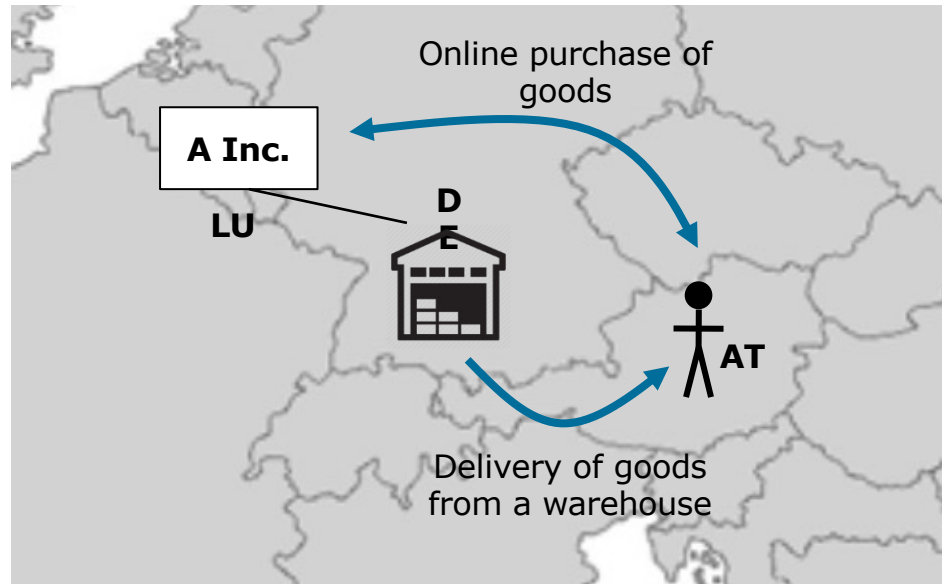 Online purchase of
goods
A Inc.
LU
D
E
AT
Delivery of goods
from a warehouse